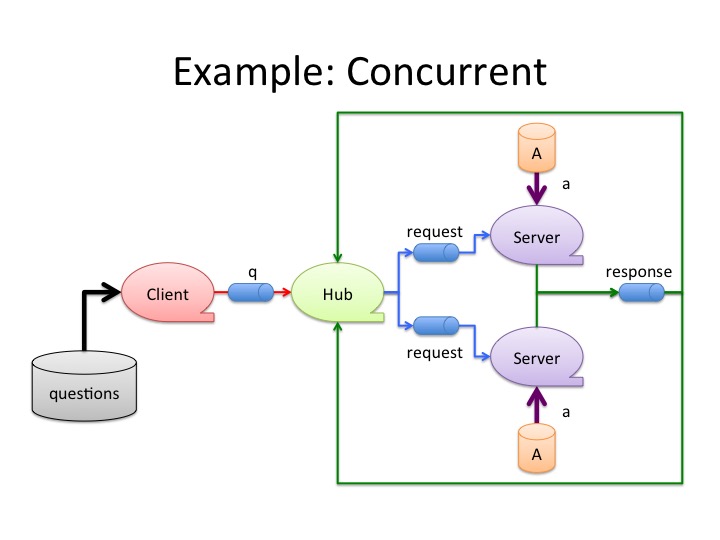 Example: Concurrent
A
a
request
Server
q
response
Client
Hub
request
Server
questions
a
A